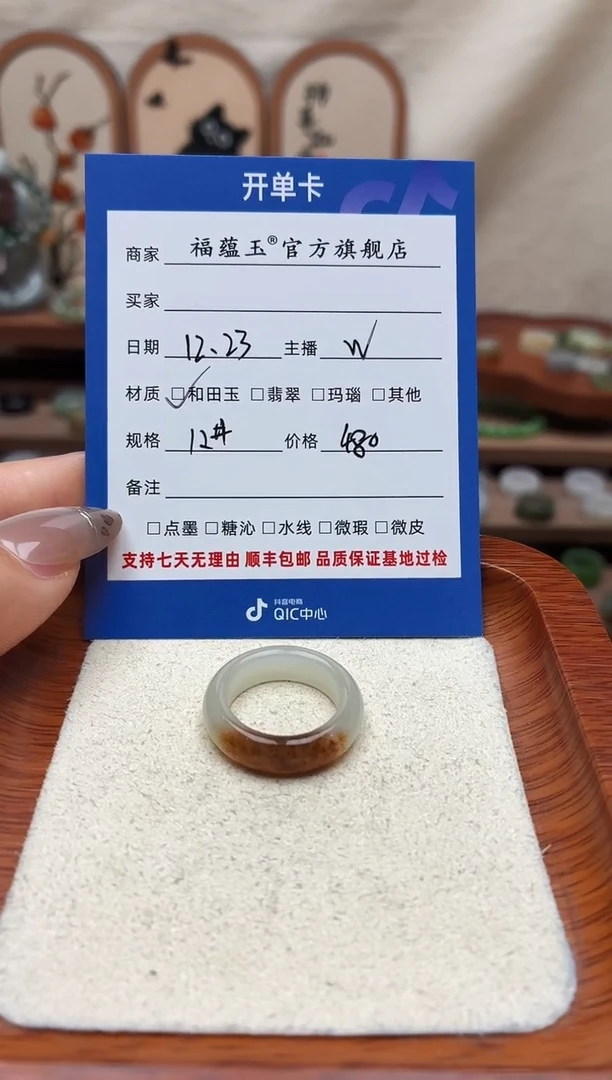 开单卡
商家 福蕴玉®官方旗舰店
买家
日期 12、23 主播 W
材质 ☑和田玉 □翡翠 □玛瑙 □其他
规格 12# 价格 480
备注
□点墨 □糖沁 □水线 □微瑕 □微皮
支持七天无理由 顺丰包邮 品质保证基地过检
抖音电商
QIC中心